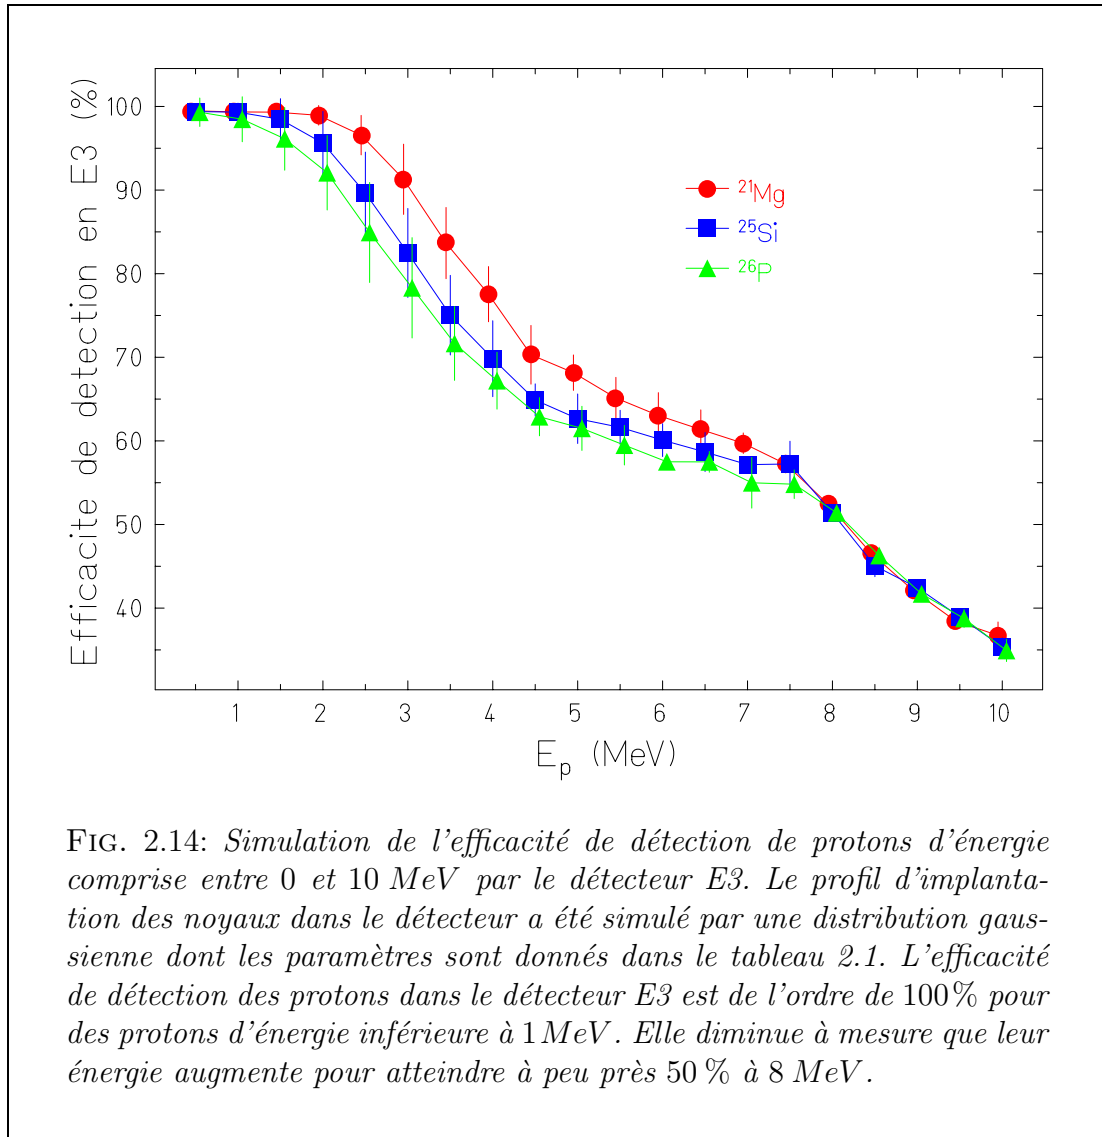 Efficacite de detection en E3 (%)
100
90
80
70
60
50
40
²¹Mg
²⁵Si
²⁶P
1 2 3 4 5 6 7 8 9 10
E_p (MeV)
FIG. 2.14: Simulation de l'efficacité de détection de protons d'énergie
comprise entre 0 et 10 MeV par le détecteur E3. Le profil d'implanta-
tion des noyaux dans le détecteur a été simulé par une distribution gaus-
sienne dont les paramètres sont donnés dans le tableau 2.1. L'efficacité
de détection des protons dans le détecteur E3 est de l'ordre de 100% pour
des protons d'énergie inférieure à 1 MeV. Elle diminue à mesure que leur
énergie augmente pour atteindre à peu près 50 % à 8 MeV.